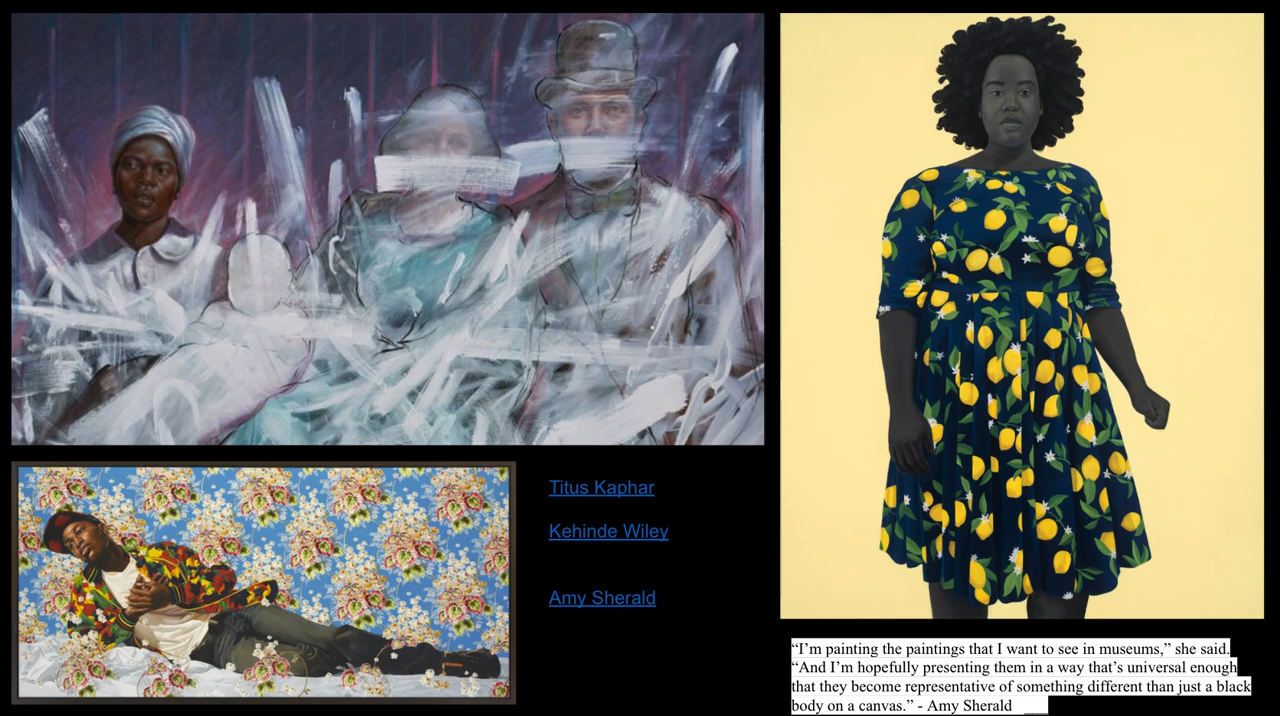 Titus Kaphar
Kehinde Wiley
Amy Sherald
“I’m painting the paintings that I want to see in museums,” she said.
“And I’m hopefully presenting them in a way that’s universal enough
that they become representative of something different than just a black
body on a canvas.” - Amy Sherald